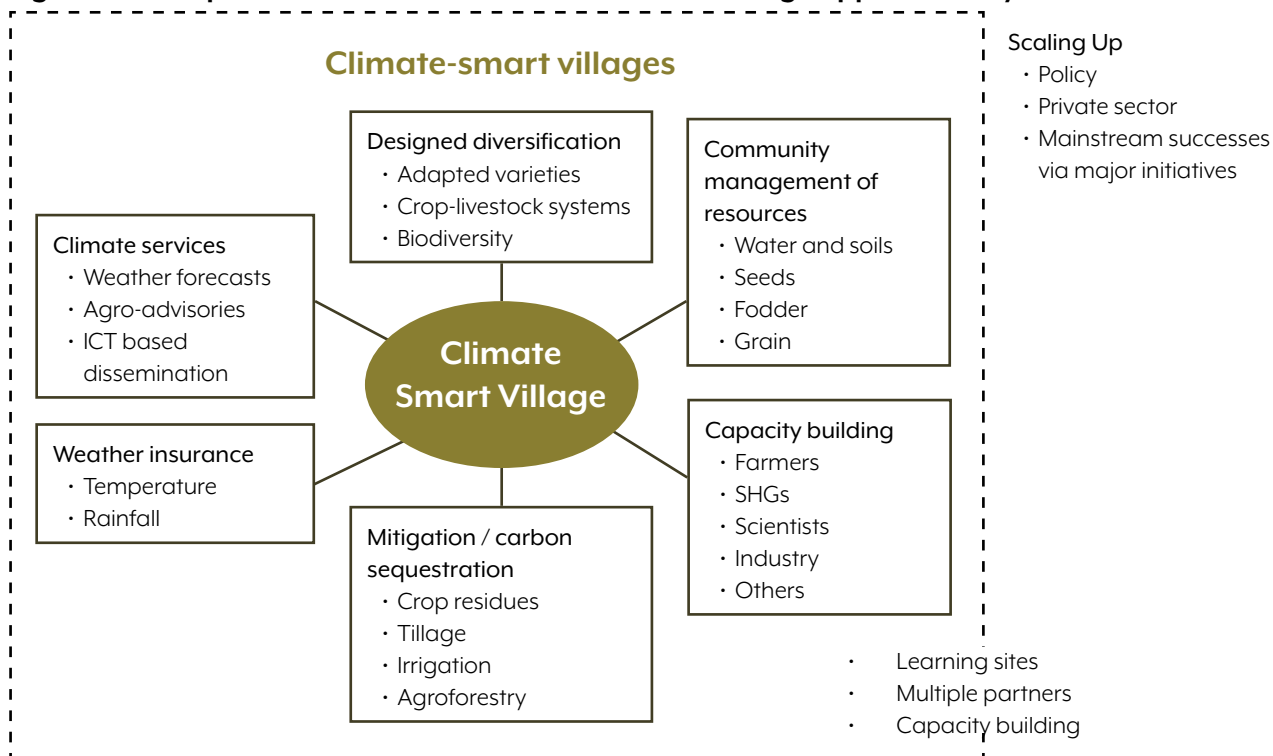 Climate-smart villages
Scaling Up
· Policy
· Private sector
· Mainstream successes
via major initiatives
Designed diversification
· Adapted varieties
· Crop-livestock systems
· Biodiversity
Community
management of
resources
· Water and soils
· Seeds
· Fodder
· Grain
Climate services
· Weather forecasts
· Agro-advisories
· ICT based
dissemination
Climate
Smart Village
Weather insurance
· Temperature
· Rainfall
Capacity building
· Farmers
· SHGs
· Scientists
· Industry
· Others
Mitigation / carbon
sequestration
· Crop residues
· Tillage
· Irrigation
· Agroforestry
· Learning sites
· Multiple partners
· Capacity building